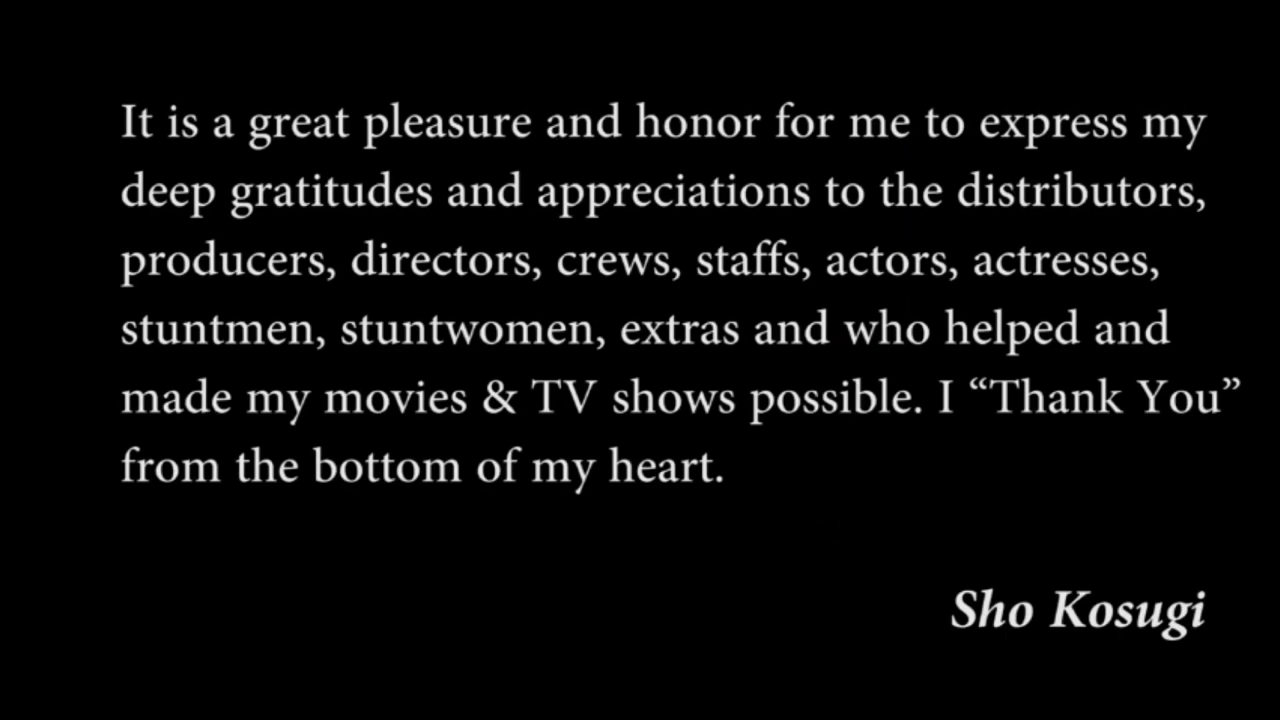 It is a great pleasure and honor for me to express my
deep gratitudes and appreciations to the distributors,
producers, directors, crews, staffs, actors, actresses,
stuntmen, stuntwomen, extras and who helped and
made my movies & TV shows possible. I “Thank You”
from the bottom of my heart.
Sho Kosugi